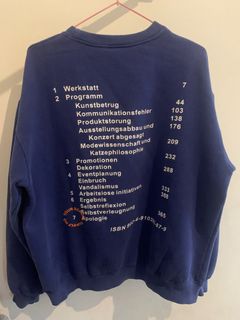 1 Werkstatt 7
2 Programm
Kunstbetrug 44
Kommunikationsfehler 103
Produktstorung 138
Ausstellungsabbau und 176
Konzert abgesagt
Modewissenschaft und 209
Katzephilosophie
3 Promotionen 232
Dekoration
4 Eventplanung 288
Einbruch
Vandalismus
5 Arbeitslose initiativen 333
6 Ergebnis
Selbstreflexion
Selbstverleugnung 365
7 Apologie
ISBN